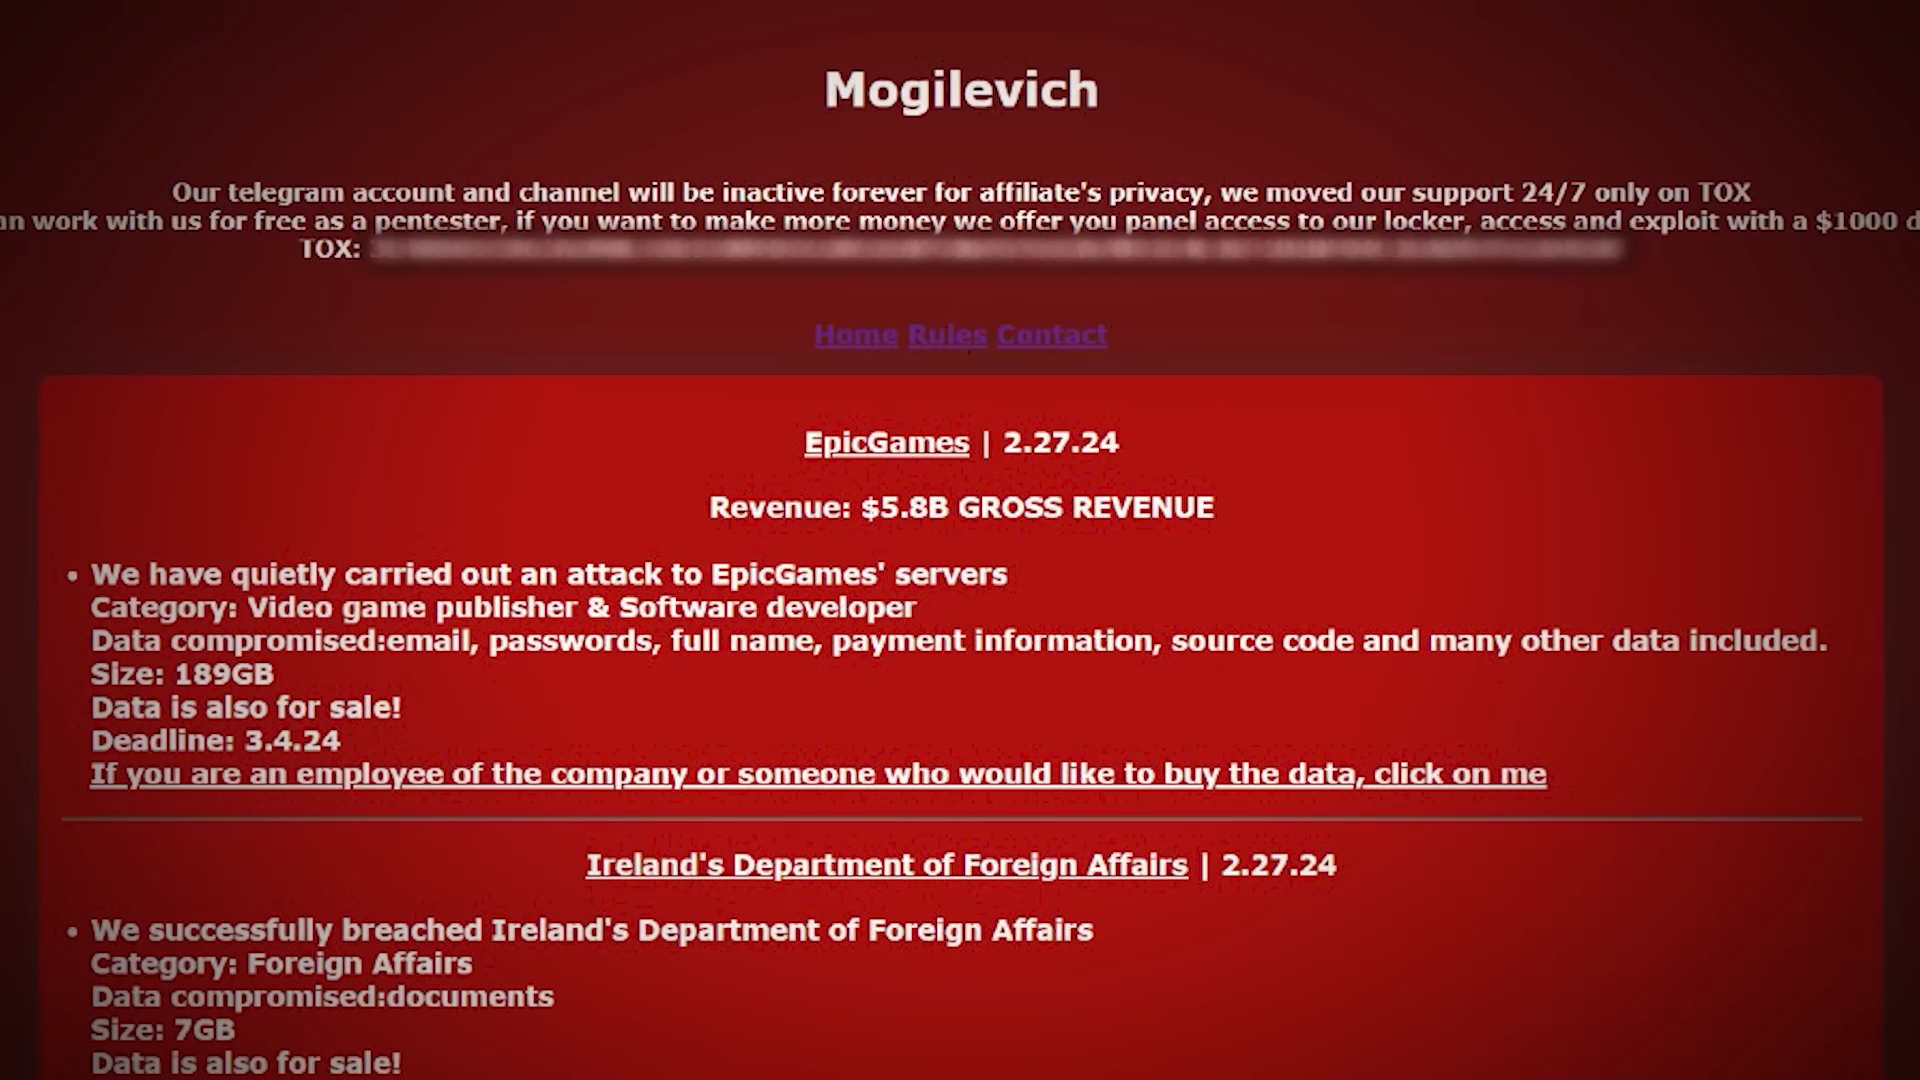 Mogilevich
Our telegram account and channel will be inactive forever for affiliate's privacy, we moved our support 24/7 only on TOX
work with us for free as a pentester, if you want to make more money we offer you panel access to our locker, access and exploit with a $1000
TOX:
Home Rules Contact
EpicGames | 2.27.24
Revenue: $5.8B GROSS REVENUE
• We have quietly carried out an attack to EpicGames' servers
Category: Video game publisher & Software developer
Data compromised:email, passwords, full name, payment information, source code and many other data included.
Size: 189GB
Data is also for sale!
Deadline: 3.4.24
If you are an employee of the company or someone who would like to buy the data, click on me
Ireland's Department of Foreign Affairs | 2.27.24
• We successfully breached Ireland's Department of Foreign Affairs
Category: Foreign Affairs
Data compromised:documents
Size: 7GB
Data is also for sale!